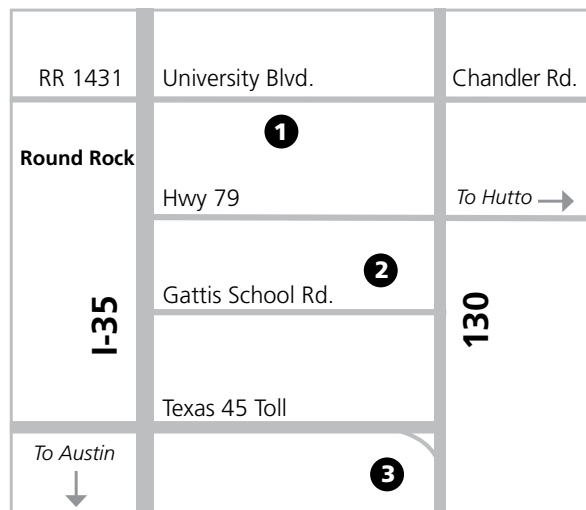 RR 1431
University Blvd.
Chandler Rd.
1
Round Rock
Hwy 79
To Hutto
2
Gattis School Rd.
I-35
130
Texas 45 Toll
To Austin
3